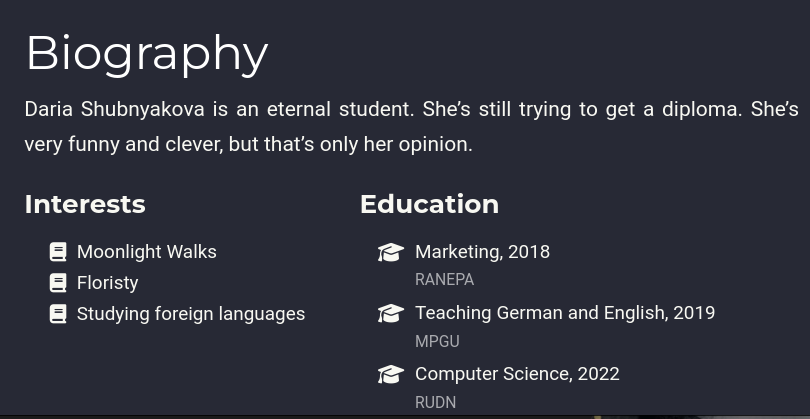 Biography
Daria Shubnyakova is an eternal student. She’s still trying to get a diploma. She’s
very funny and clever, but that’s only her opinion.
Interests
Moonlight Walks
Floristy
Studying foreign languages
Education
Marketing, 2018
RANEPA
Teaching German and English, 2019
MPGU
Computer Science, 2022
RUDN